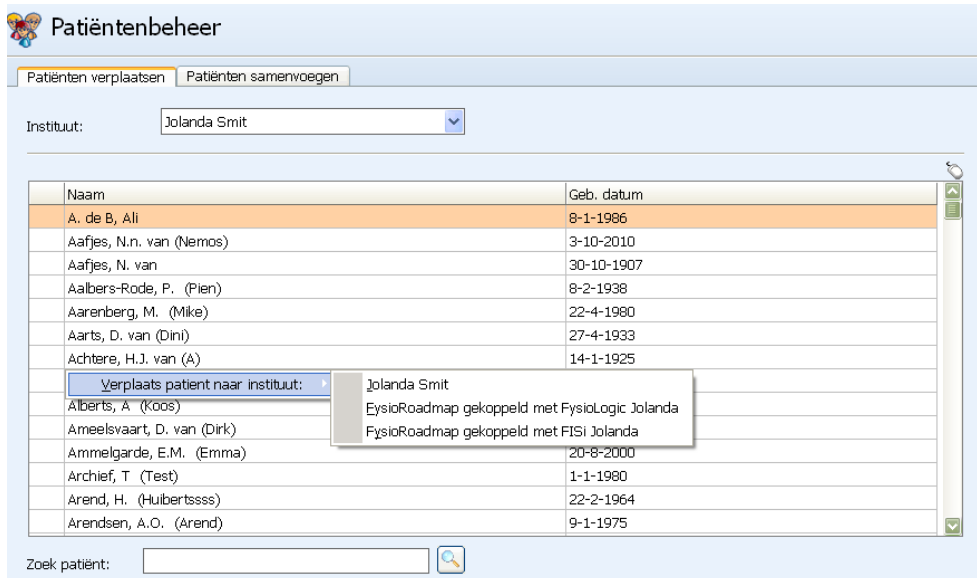 Patiëntenbeheer
Patiënten verplaatsen Patiënten samenvoegen
Instituut: Jolanda Smit
Naam Geb. datum
A. de B, Ali 8-1-1986
Aafjes, N.n. van (Nemos) 3-10-2010
Aafjes, N. van 30-10-1907
Aalbers-Rode, P. (Pien) 8-2-1938
Aarenberg, M. (Mike) 22-4-1980
Aarts, D. van (Dini) 27-4-1933
Achtere, H.J. van (A) 14-1-1925
Verplaats patient naar instituut: Jolanda Smit
Alberts, A (Koos) FysioRoadmap gekoppeld met FysioLogic Jolanda
Ameelsvaart, D. van (Dirk) FysioRoadmap gekoppeld met FISi Jolanda
Ammelgarde, E.M. (Emma) 20-8-2000
Archief, T (Test) 1-1-1980
Arend, H. (Huibertssss) 22-2-1964
Arendsen, A.O. (Arend) 9-1-1975
Zoek patiënt: